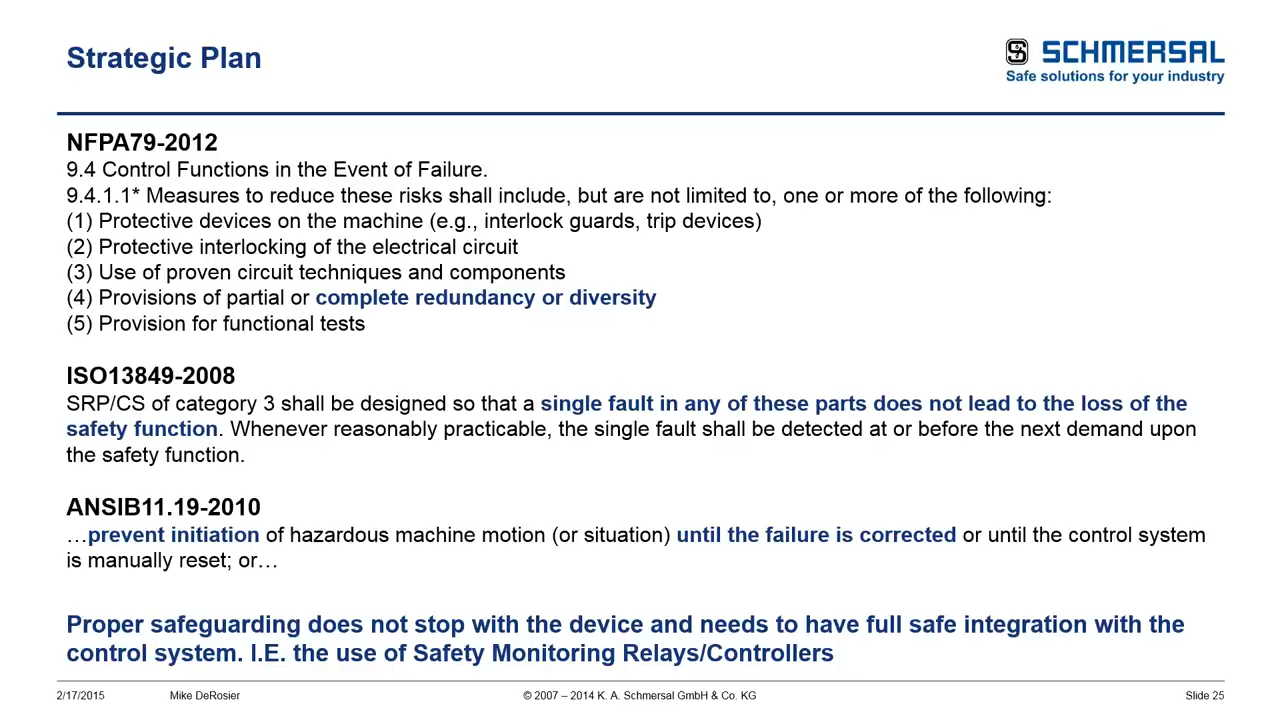 Strategic Plan
SCHMERSAL
Safe solutions for your industry
NFPA79-2012
9.4 Control Functions in the Event of Failure.
9.4.1.1* Measures to reduce these risks shall include, but are not limited to, one or more of the following:
(1) Protective devices on the machine (e.g., interlock guards, trip devices)
(2) Protective interlocking of the electrical circuit
(3) Use of proven circuit techniques and components
(4) Provisions of partial or complete redundancy or diversity
(5) Provision for functional tests
ISO13849-2008
SRP/CS of category 3 shall be designed so that a single fault in any of these parts does not lead to the loss of the
safety function. Whenever reasonably practicable, the single fault shall be detected at or before the next demand upon
the safety function.
ANSIB11.19-2010
…prevent initiation of hazardous machine motion (or situation) until the failure is corrected or until the control system
is manually reset; or…
Proper safeguarding does not stop with the device and needs to have full safe integration with the
control system. I.E. the use of Safety Monitoring Relays/Controllers
2/17/2015 Mike DeRosier © 2007 – 2014 K. A. Schmersal GmbH & Co. KG Slide 25